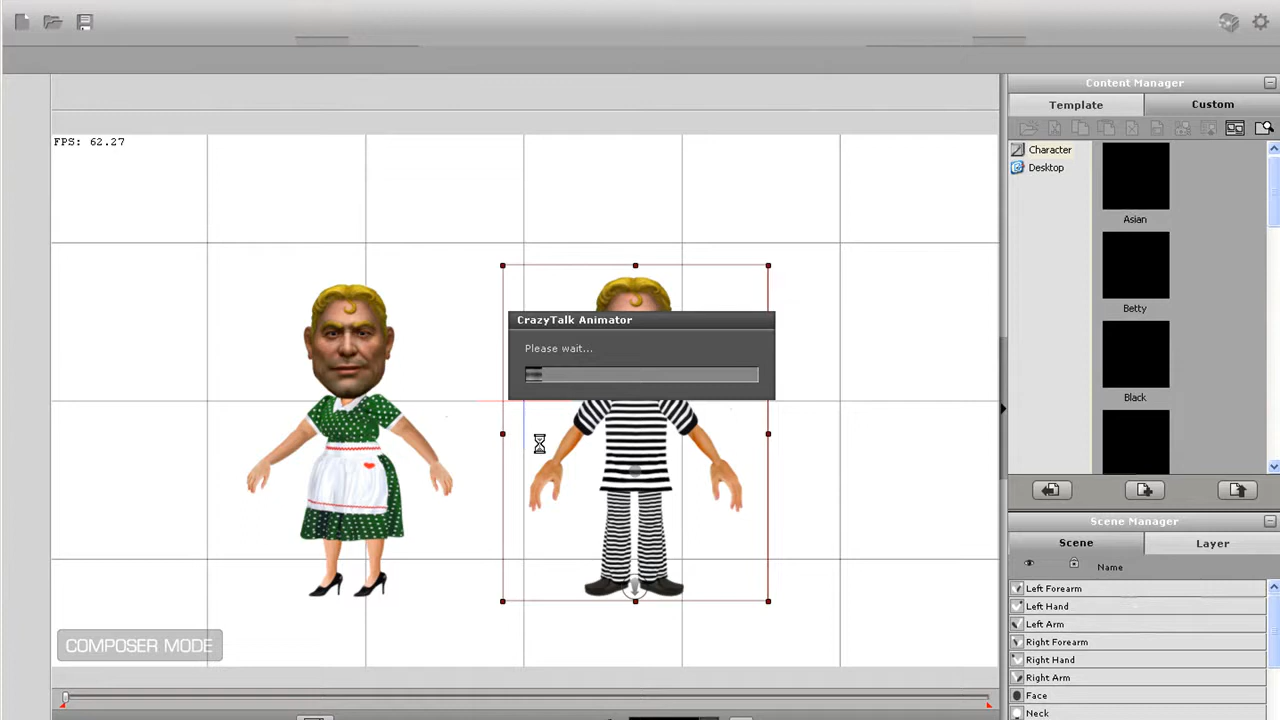 Content Manager
Template
Custom
FPS: 62.27
Character
Desktop
Asian
Betty
Black
CrazyTalk Animator
Please wait...
Scene Manager
Scene
Layer
Name
Left Forearm
Left Hand
Left Arm
Right Forearm
Right Hand
Right Arm
Face
Neck
COMPOSER MODE